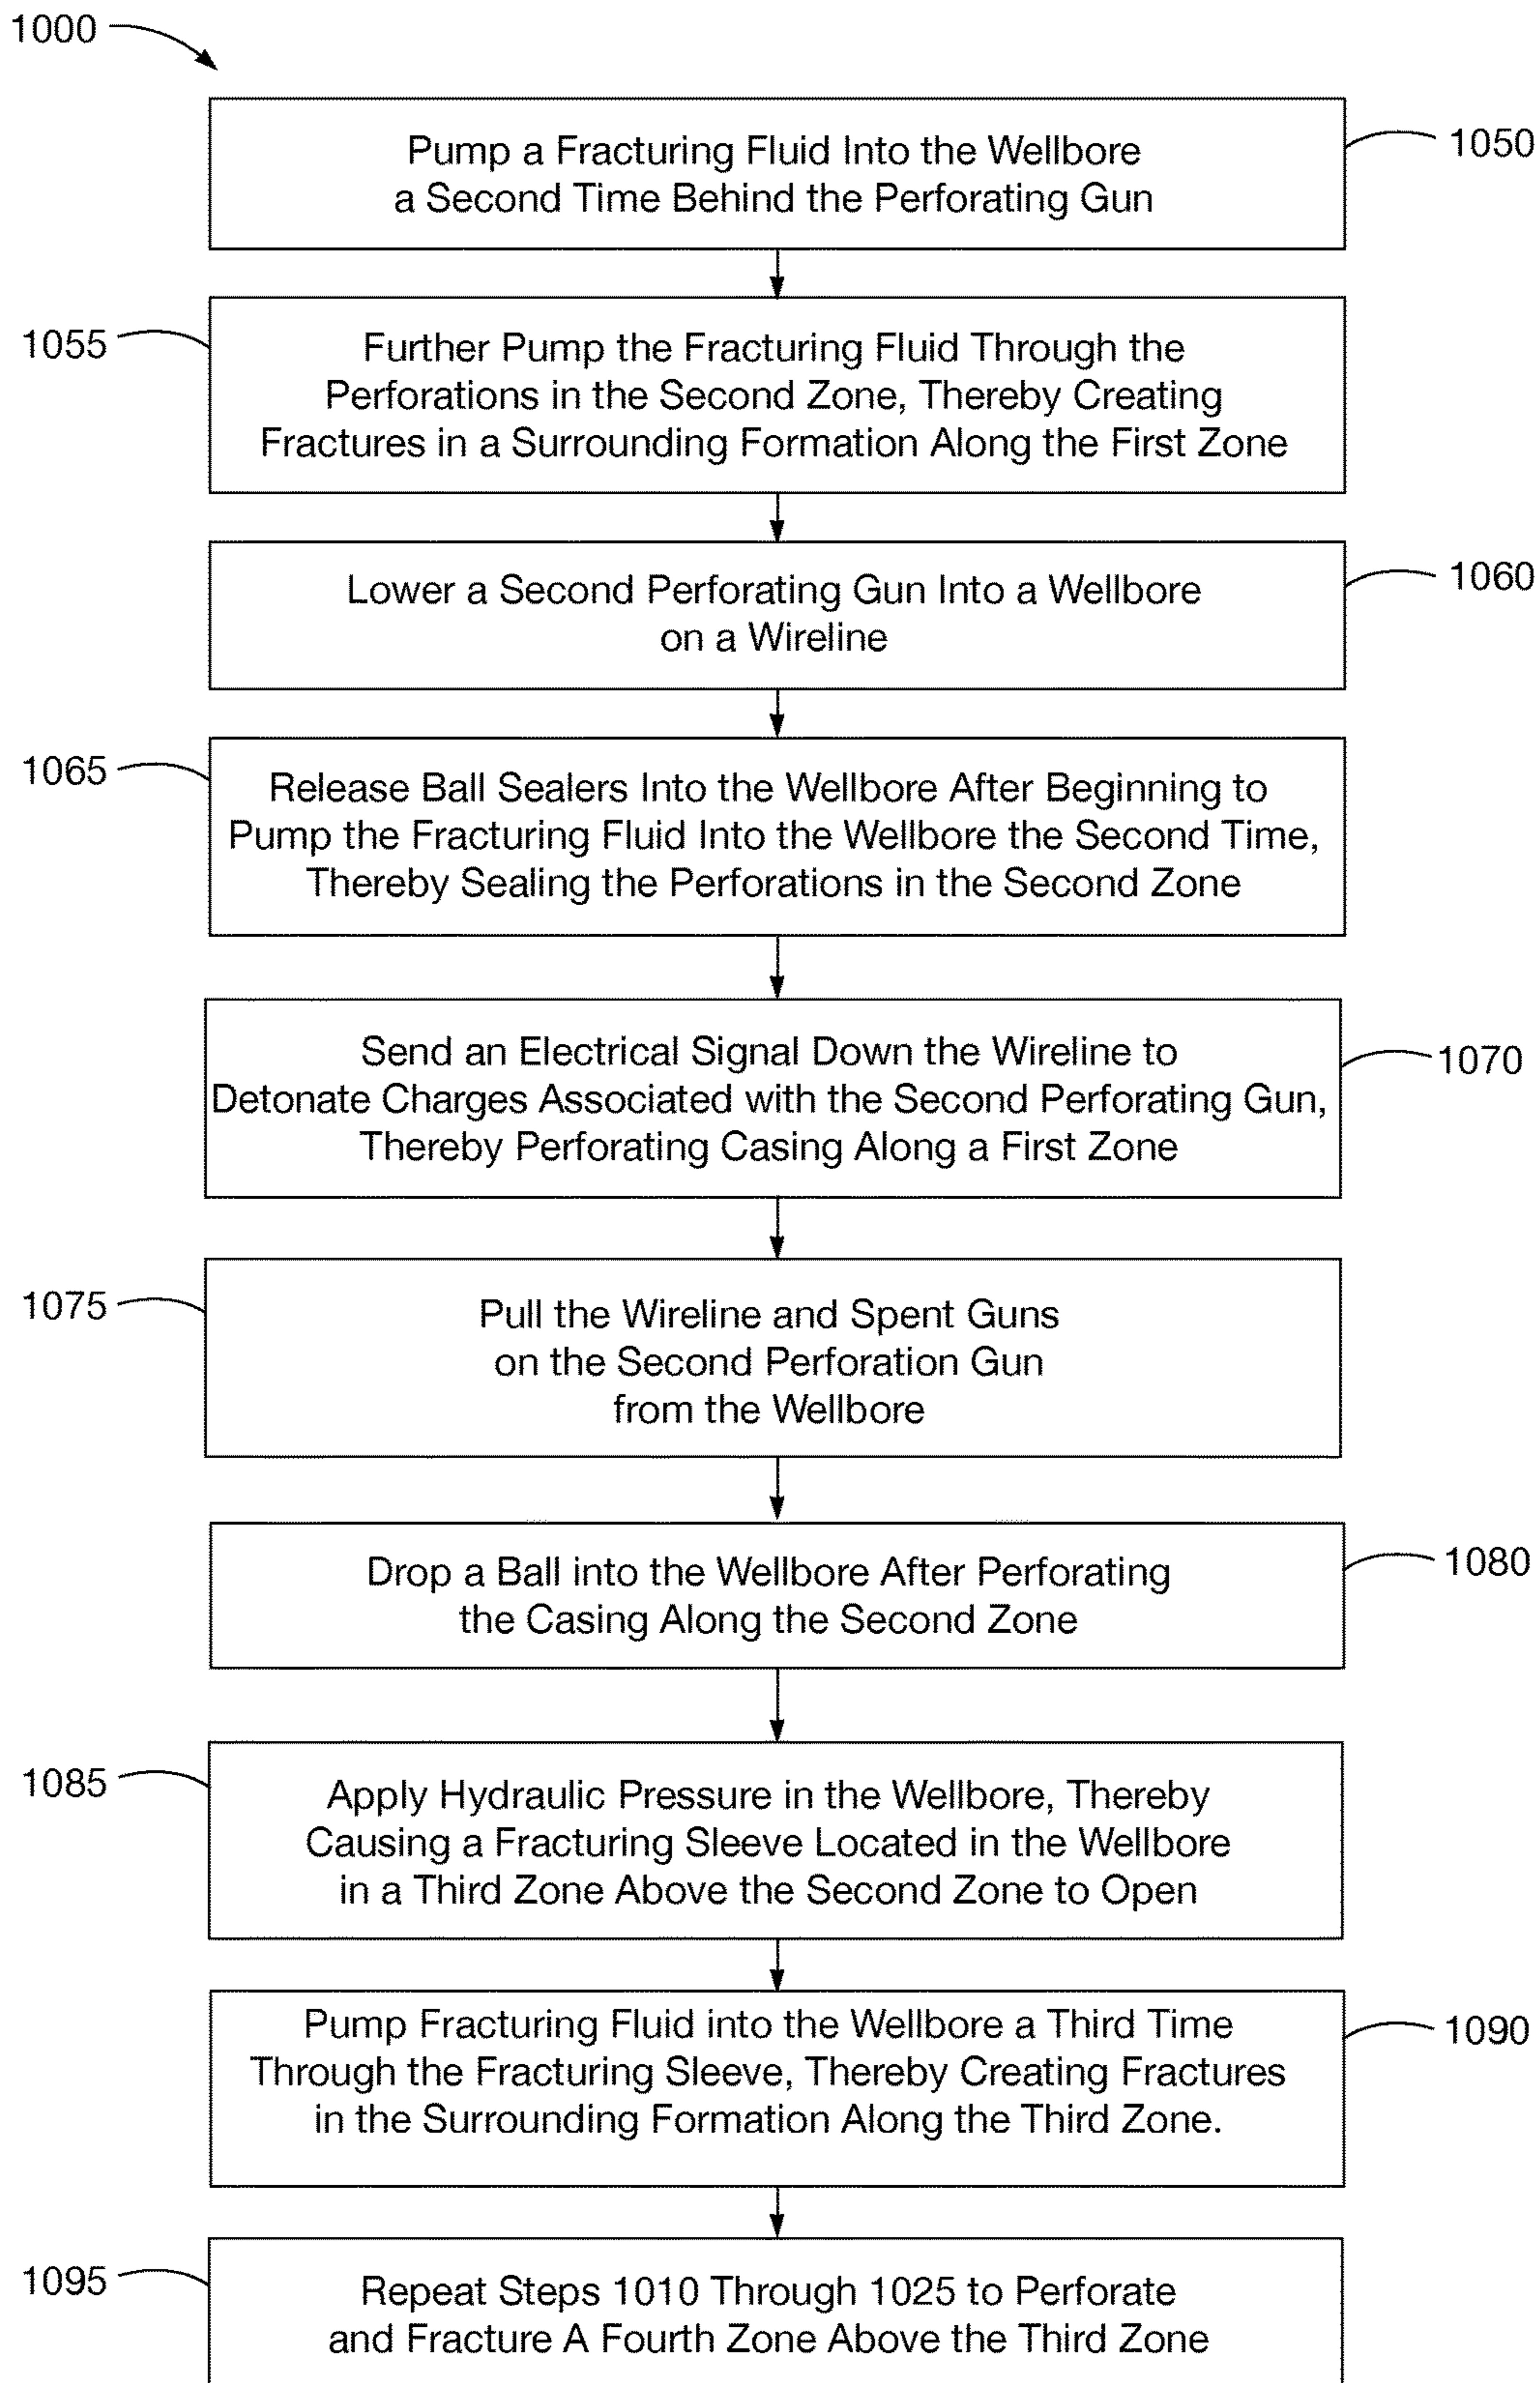 1000
Pump a Fracturing Fluid Into the Wellbore
a Second Time Behind the Perforating Gun
1050
1055
Further Pump the Fracturing Fluid Through the
Perforations in the Second Zone, Thereby Creating
Fractures in a Surrounding Formation Along the First Zone
Lower a Second Perforating Gun Into a Wellbore
on a Wireline
1060
1065
Release Ball Sealers Into the Wellbore After Beginning to
Pump the Fracturing Fluid Into the Wellbore the Second Time,
Thereby Sealing the Perforations in the Second Zone
Send an Electrical Signal Down the Wireline to
Detonate Charges Associated with the Second Perforating Gun,
Thereby Perforating Casing Along a First Zone
1070
1075
Pull the Wireline and Spent Guns
on the Second Perforation Gun
from the Wellbore
Drop a Ball into the Wellbore After Perforating
the Casing Along the Second Zone
1080
1085
Apply Hydraulic Pressure in the Wellbore, Thereby
Causing a Fracturing Sleeve Located in the Wellbore
in a Third Zone Above the Second Zone to Open
Pump Fracturing Fluid into the Wellbore a Third Time
Through the Fracturing Sleeve, Thereby Creating Fractures
in the Surrounding Formation Along the Third Zone.
1090
1095
Repeat Steps 1010 Through 1025 to Perforate
and Fracture A Fourth Zone Above the Third Zone